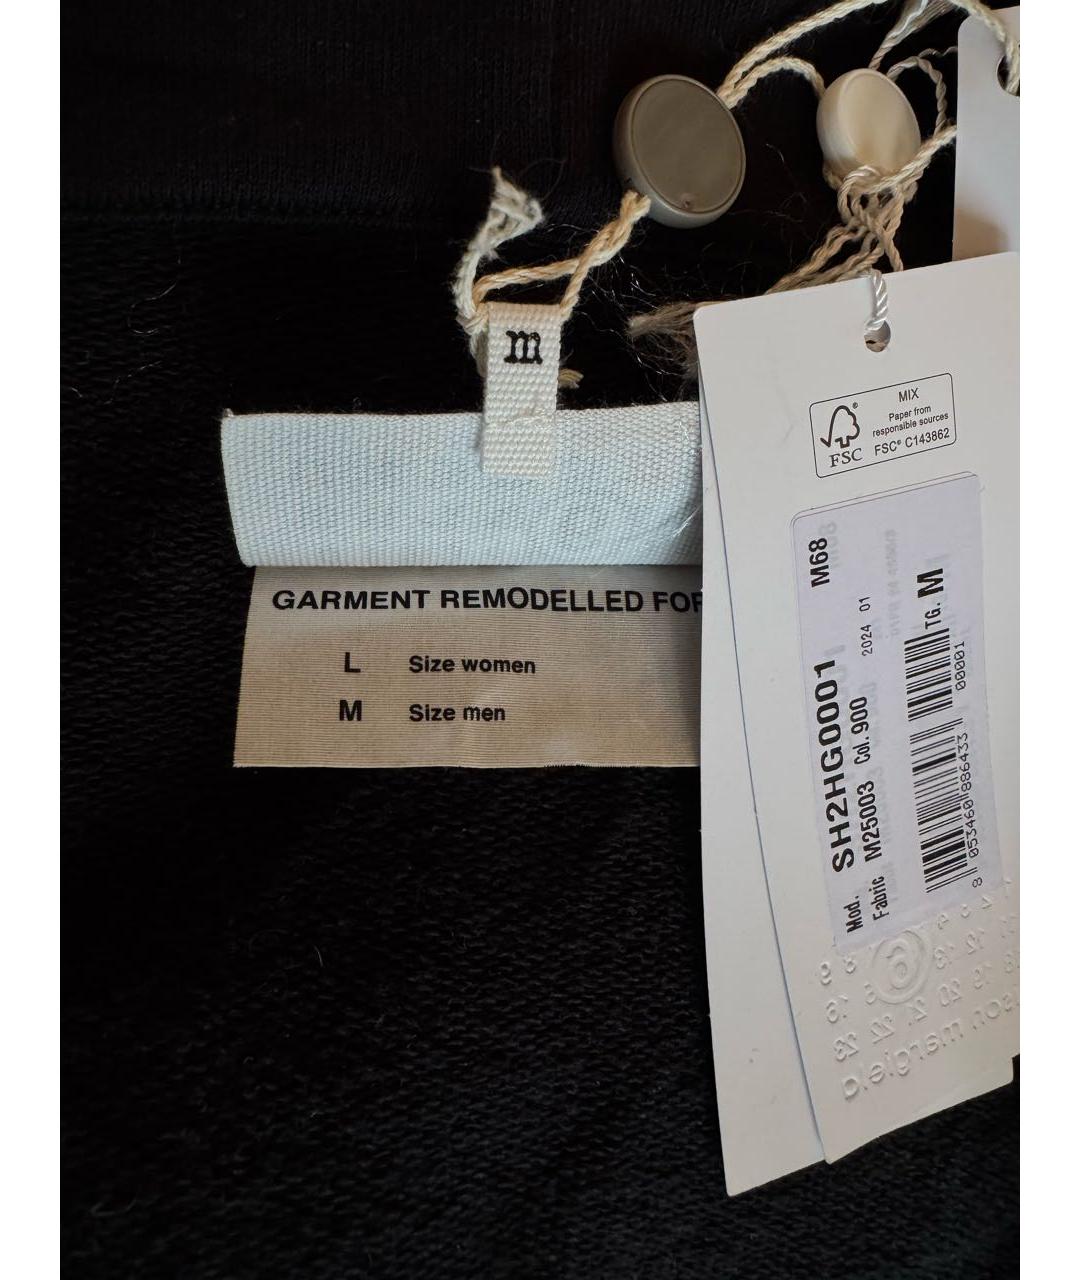 m
GARMENT REMODELLED FOR
L Size women
M Size men
MIX
Paper from
responsible sources
FSC® C143862
FSC
M68
2024 01
TG. M
Mod. SH2HG0001
Fabric M25003 Col. 900
8 053460 886433
00001